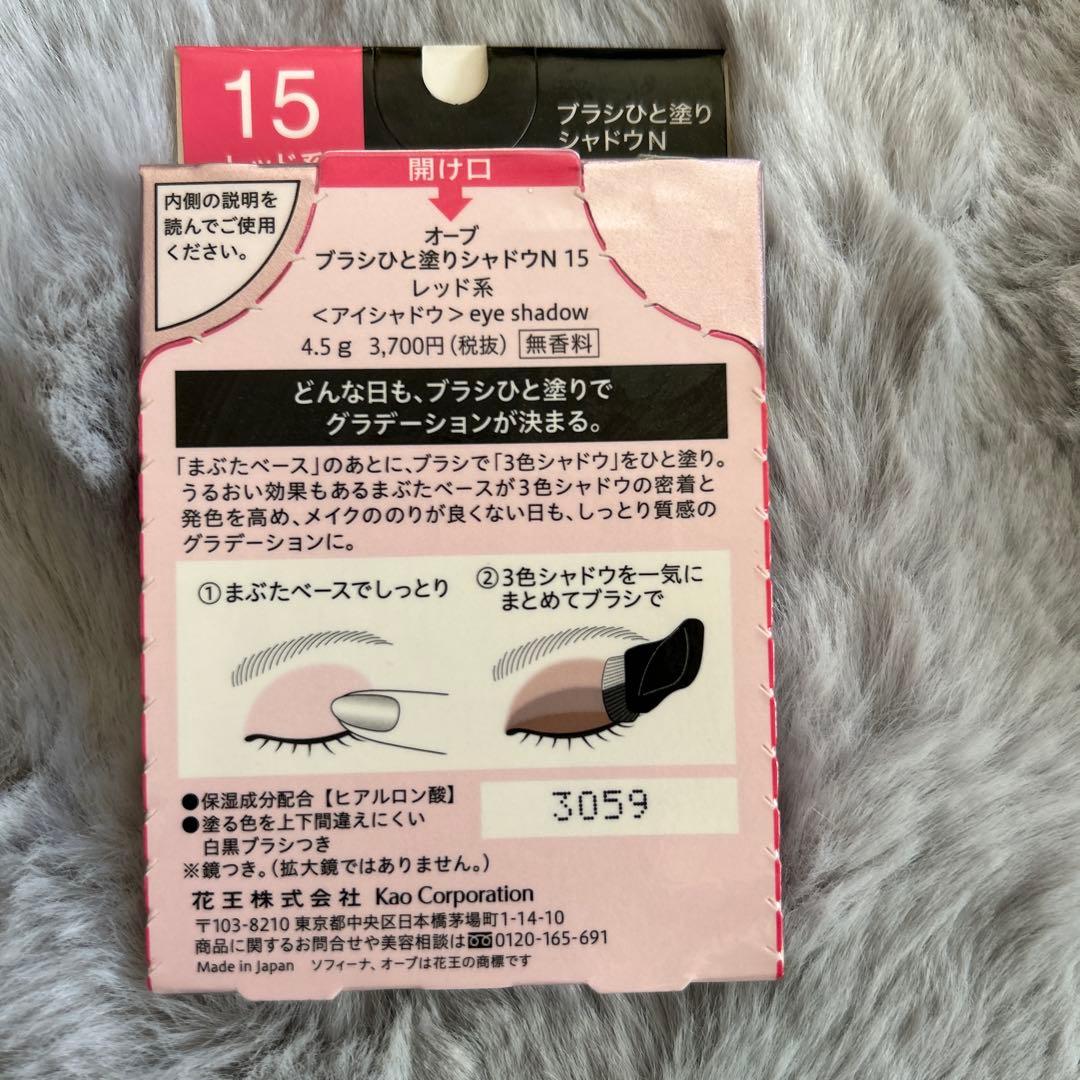 15
レッド系
ブラシひと塗り
シャドウN
開け口
内側の説明を
読んでご使用
ください。
オーブ
ブラシひと塗りシャドウN 15
レッド系
＜アイシャドウ＞eye shadow
4.5g 3,700円(税抜) 無香料
どんな日も、ブラシひと塗りで
グラデーションが決まる。
「まぶたベース」のあとに、ブラシで「3色シャドウ」をひと塗り。
うるおい効果もあるまぶたベースが3色シャドウの密着と
発色を高め、メイクののりが良くない日も、しっとり質感の
グラデーションに。
①まぶたベースでしっとり
②3色シャドウを一気に
まとめてブラシで
●保湿成分配合【ヒアルロン酸】
●塗る色を上下間違えにくい
白黒ブラシつき
※鏡つき。(拡大鏡ではありません。)
3059
花王株式会社 Kao Corporation
〒103-8210 東京都中央区日本橋茅場町1-14-10
商品に関するお問合せや美容相談は0120-165-691
Made in Japan ソフィーナ、オーブは花王の商標です